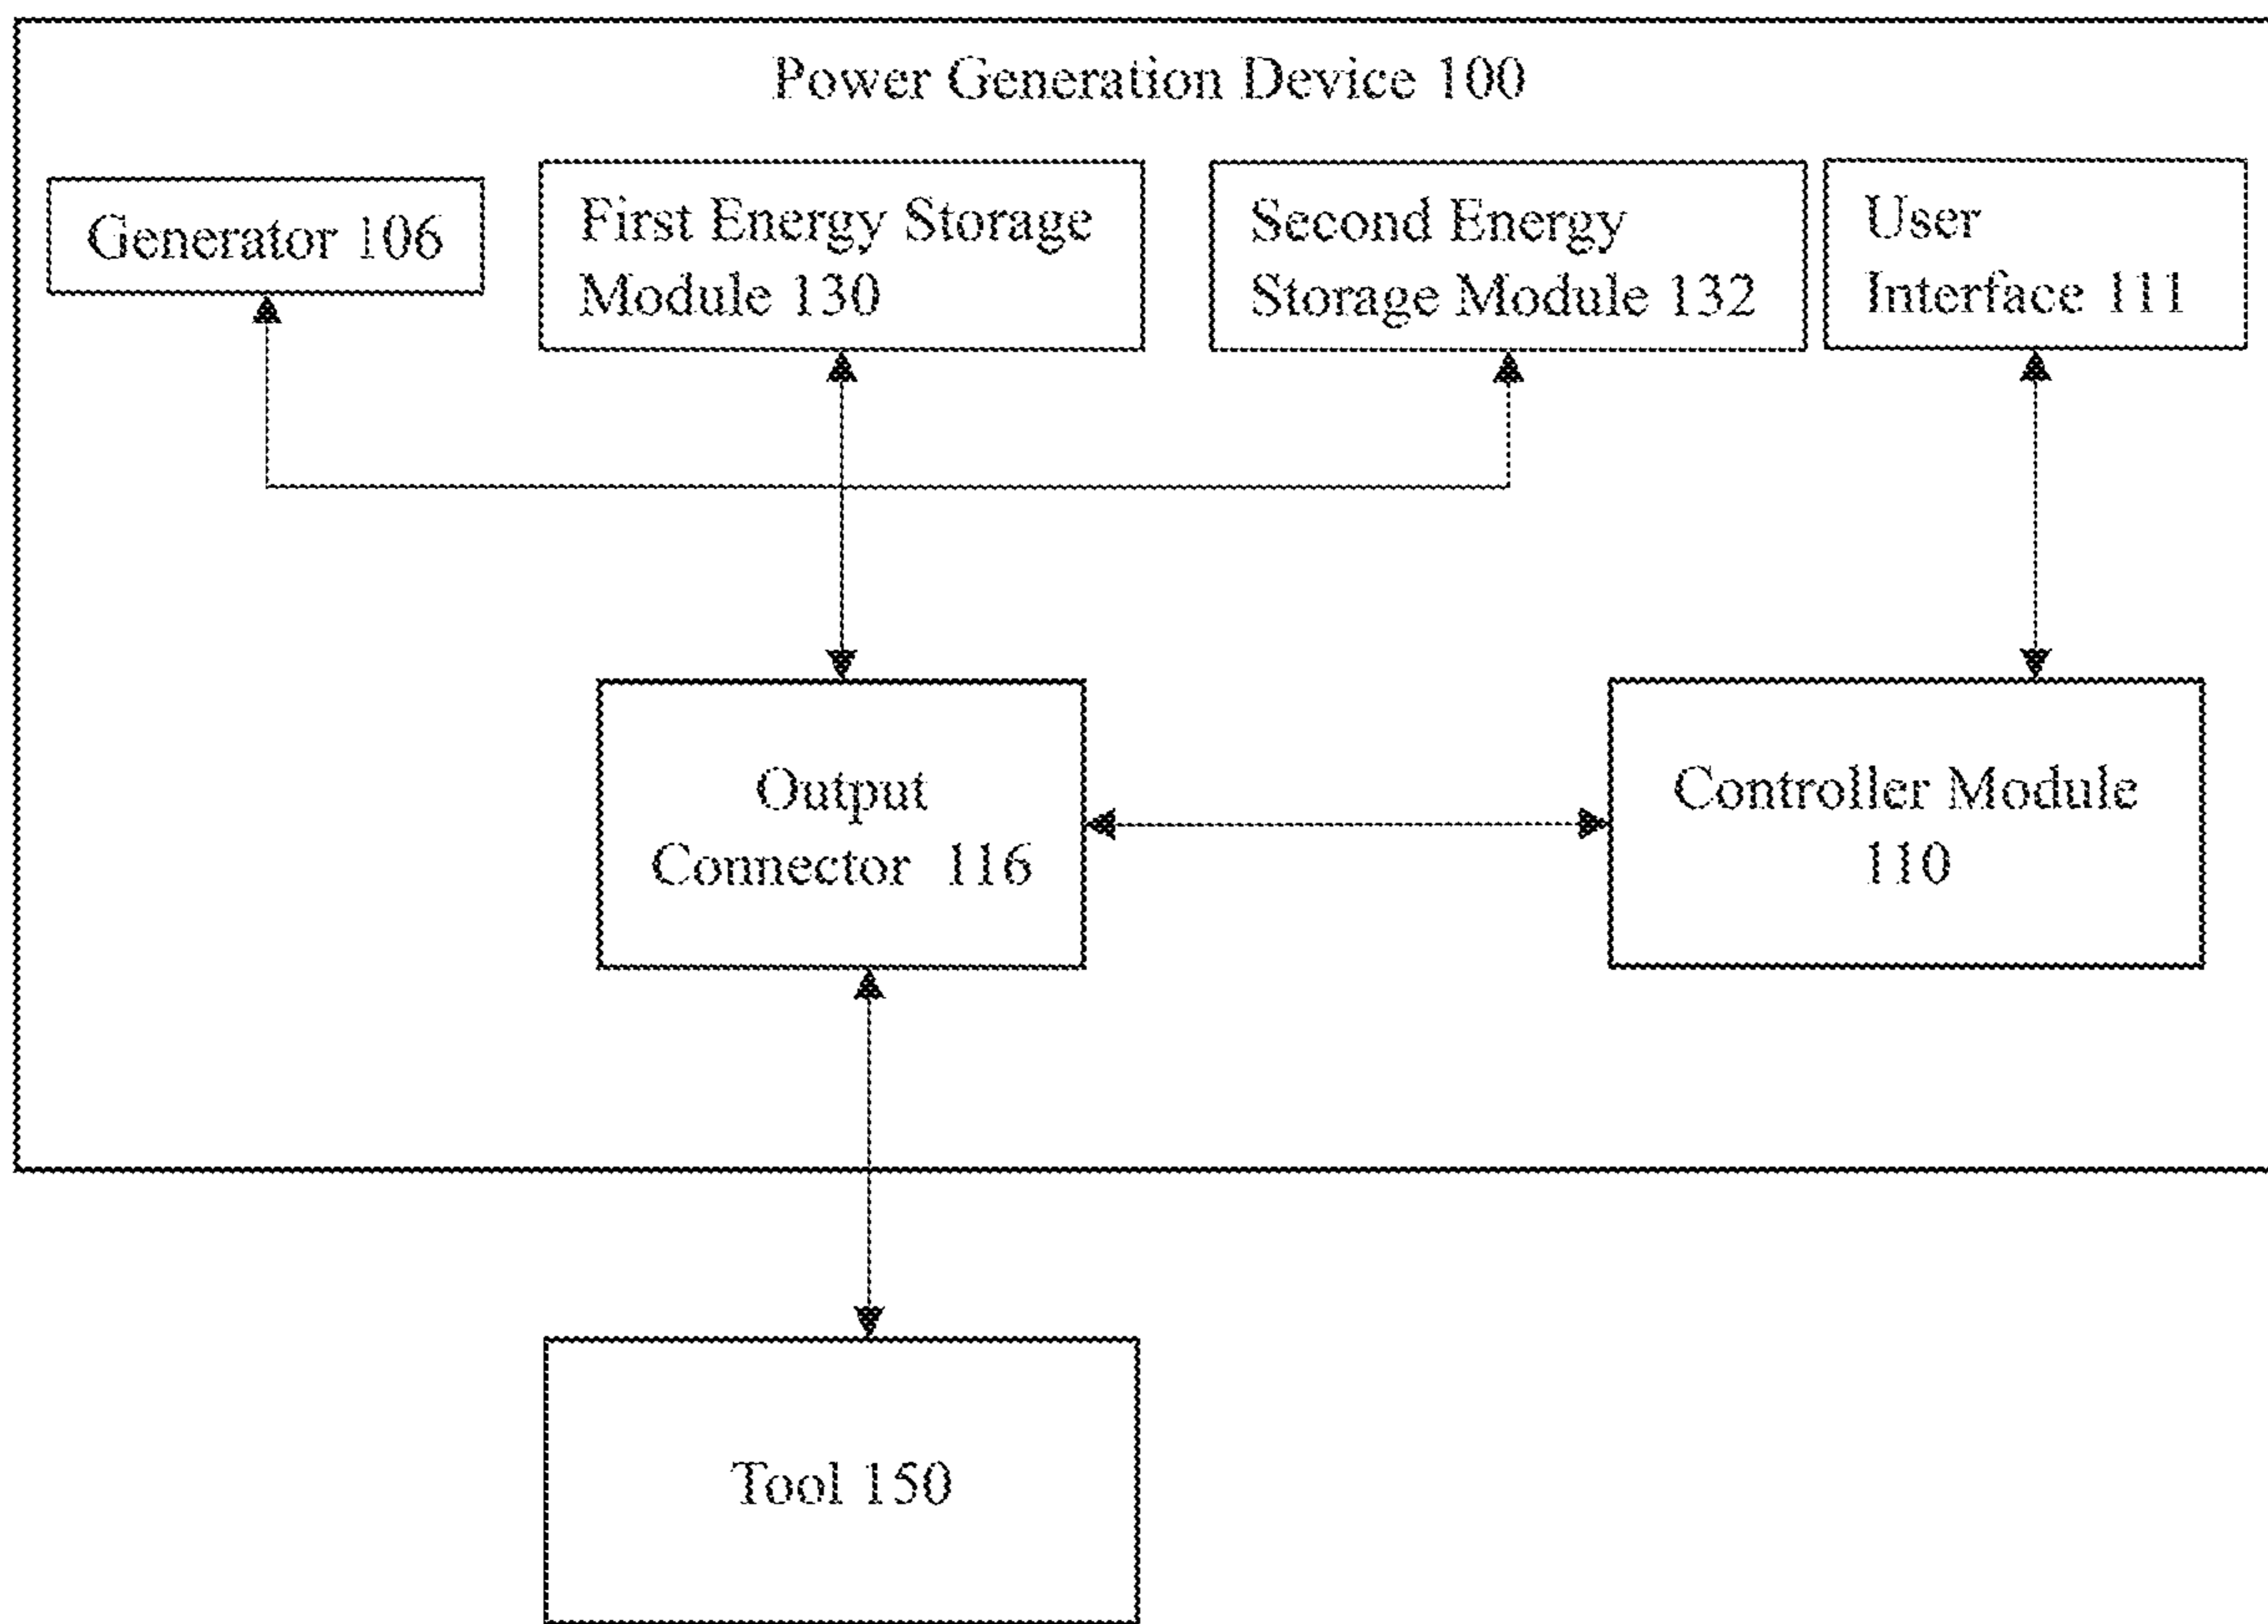 Power Generation Device 100
Generator 106
First Energy Storage
Module 130
Second Energy
Storage Module 132
User
Interface 111
Output
Connector 116
Controller Module
110
Tool 150